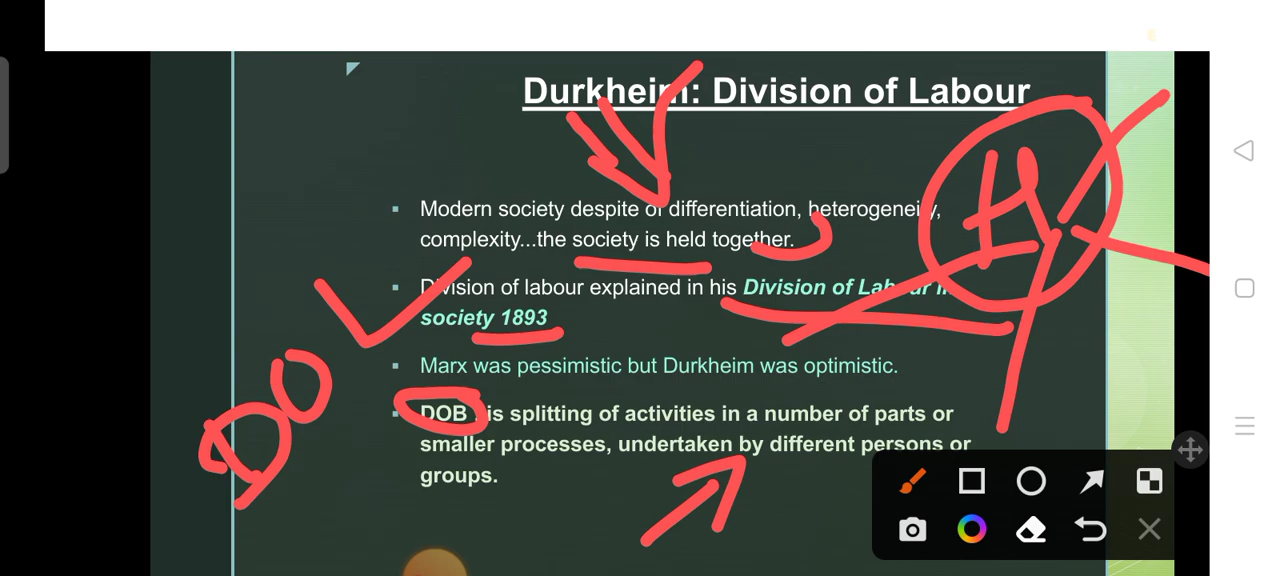 Durkheim: Division of Labour
Modern society despite of differentiation, heterogeneity,
complexity...the society is held together.
Division of labour explained in his Division of Labour in
society 1893
Marx was pessimistic but Durkheim was optimistic.
DOB : is splitting of activities in a number of parts or
smaller processes, undertaken by different persons or
groups.
DOL